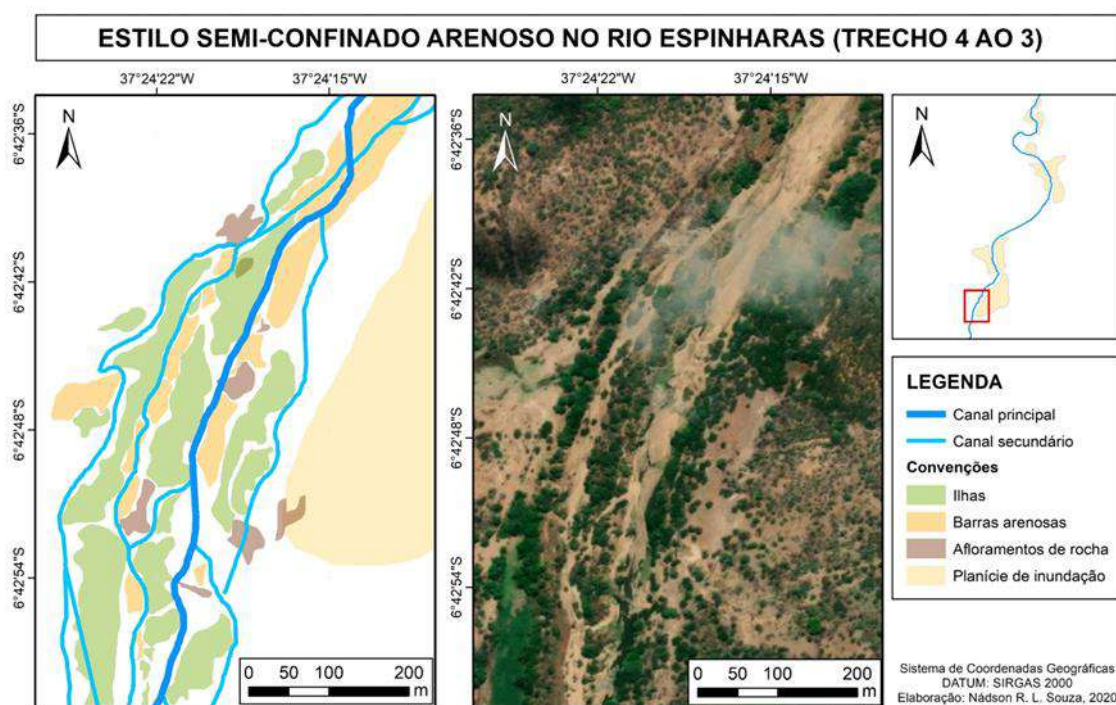 ESTILO SEMI-CONFINADO ARENOSO NO RIO ESPINHARAS (TRECHO 4 AO 3)
37°24'22"W 37°24'15"W
N
6°42'36"S
6°42'42"S
6°42'48"S
6°42'54"S
0 50 100 200
m
37°24'22"W 37°24'15"W
N
6°42'36"S
6°42'42"S
6°42'48"S
6°42'54"S
0 50 100 200
m
N
LEGENDA
Canal principal
Canal secundário
Convenções
Ilhas
Barras arenosas
Afloramentos de rocha
Planície de inundação
Sistema de Coordenadas Geográficas
DATUM: SIRGAS 2000
Elaboração: Nádson R. L. Souza, 2020